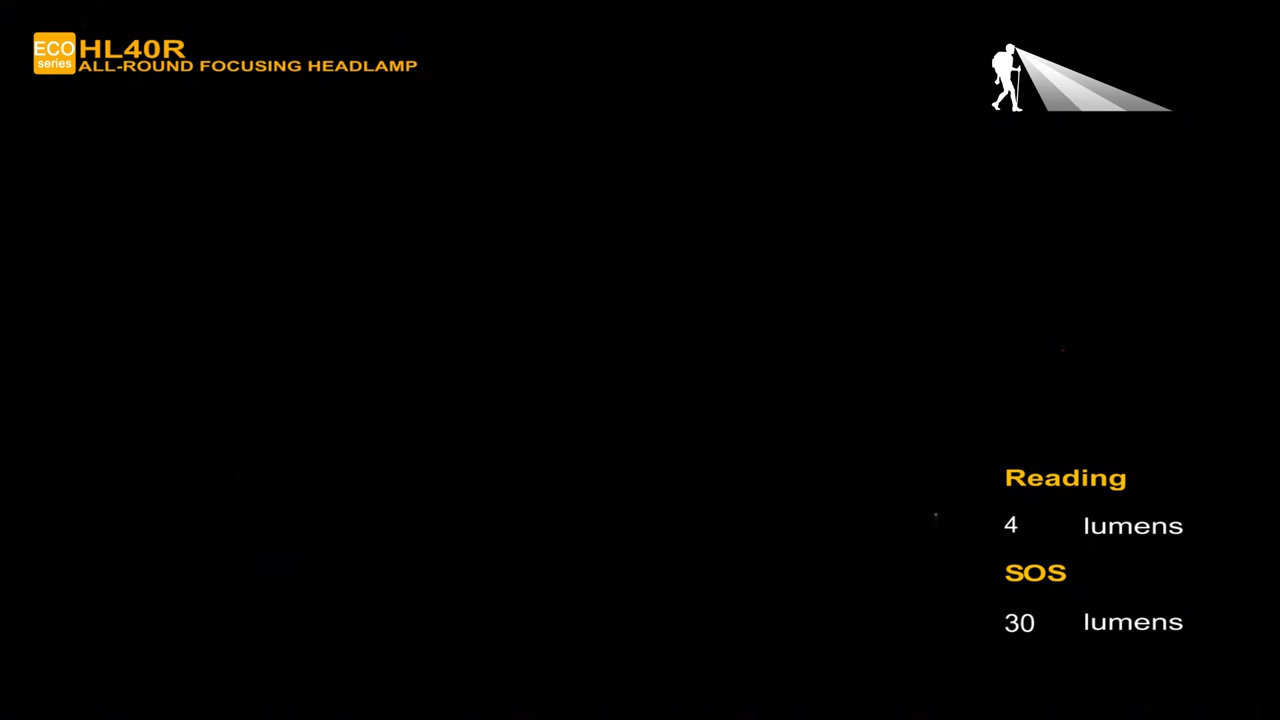 ECO
series
HL40R
ALL-ROUND FOCUSING HEADLAMP
Reading
4 lumens
SOS
30 lumens